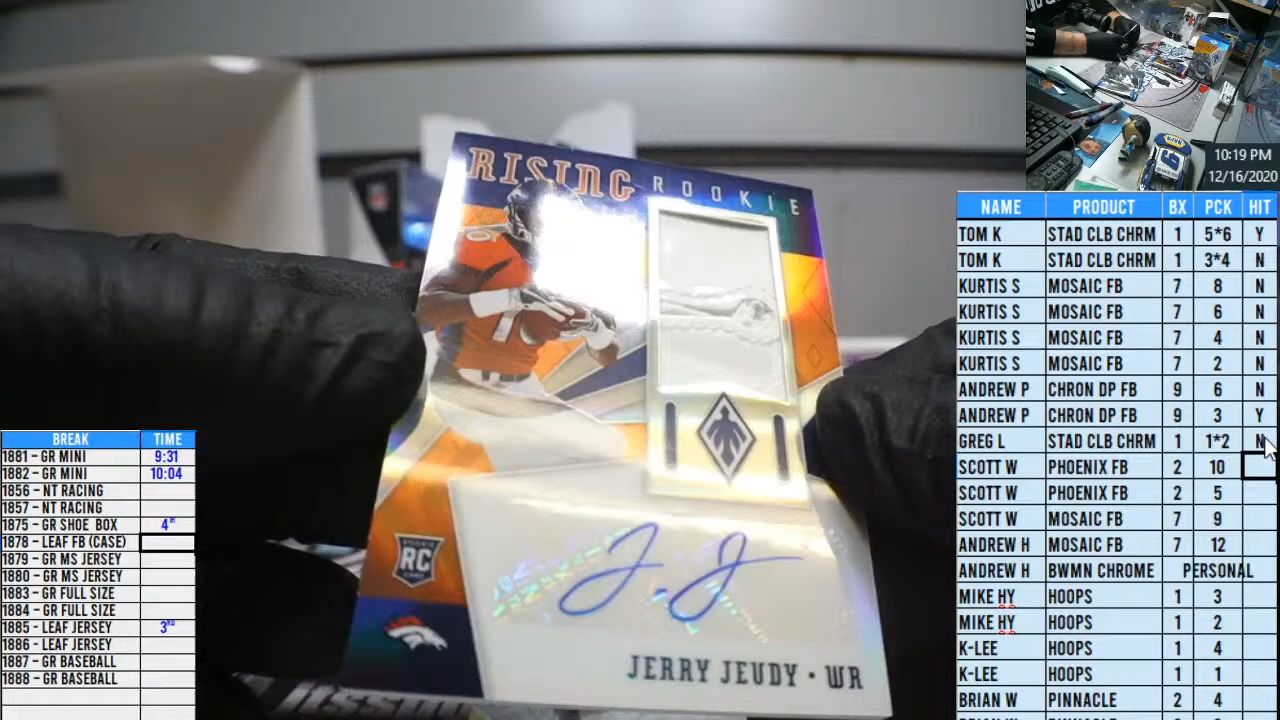 10:19 PM
12/16/2020
RISING ROOKIE
RC
J. J.
JERRY JEUDY · WR
NAPA
BREAK TIME
1881 – GR MINI 9:31
1882 – GR MINI 10:04
1856 – NT RACING
1857 – NT RACING
1875 – GR SHOE BOX 4TH
1878 – LEAF FB (CASE)
1879 – GR MS JERSEY
1880 – GR MS JERSEY
1883 – GR FULL SIZE
1884 – GR FULL SIZE
1885 – LEAF JERSEY 3RD
1886 – LEAF JERSEY
1887 – GR BASEBALL
1888 – GR BASEBALL
NAME PRODUCT BX PCK HIT
TOM K STAD CLB CHRM 1 5*6 Y
TOM K STAD CLB CHRM 1 3*4 N
KURTIS S MOSAIC FB 7 8 N
KURTIS S MOSAIC FB 7 6 N
KURTIS S MOSAIC FB 7 4 N
KURTIS S MOSAIC FB 7 2 N
ANDREW P CHRON DP FB 9 6 N
ANDREW P CHRON DP FB 9 3 Y
GREG L STAD CLB CHRM 1 1*2 N
SCOTT W PHOENIX FB 2 10
SCOTT W PHOENIX FB 2 5
SCOTT W MOSAIC FB 7 9
ANDREW H MOSAIC FB 7 12
ANDREW H BWMN CHROME PERSONAL
MIKE HY HOOPS 1 3
MIKE HY HOOPS 1 2
K-LEE HOOPS 1 4
K-LEE HOOPS 1 1
BRIAN W PINNACLE 2 4